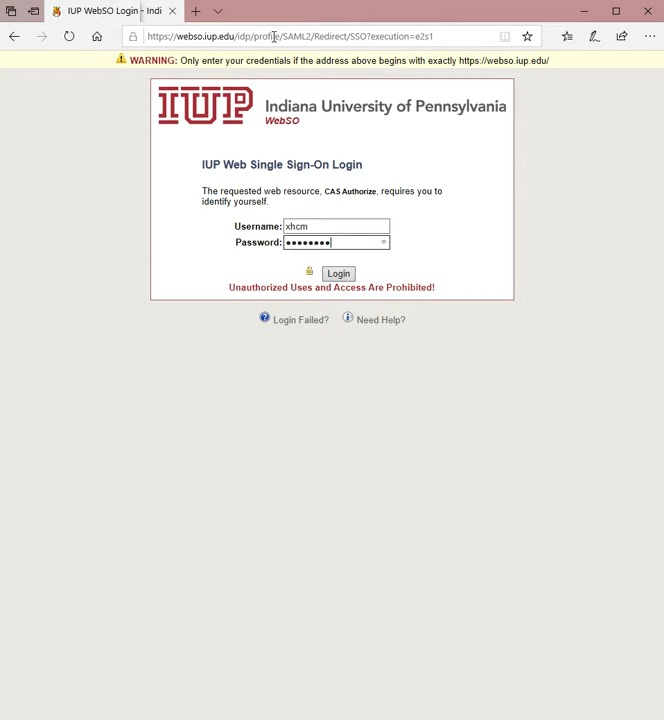 IUP WebSO Login - Indi
https://webso.iup.edu/idp/profile/SAML2/Redirect/SSO?execution=e2s1
WARNING: Only enter your credentials if the address above begins with exactly https://webso.iup.edu/
IUP Indiana University of Pennsylvania
WebSO
IUP Web Single Sign-On Login
The requested web resource, CAS Authorize, requires you to
identify yourself.
Username: xhcm
Password: ●●●●●●●●
Login
Unauthorized Uses and Access Are Prohibited!
Login Failed? Need Help?